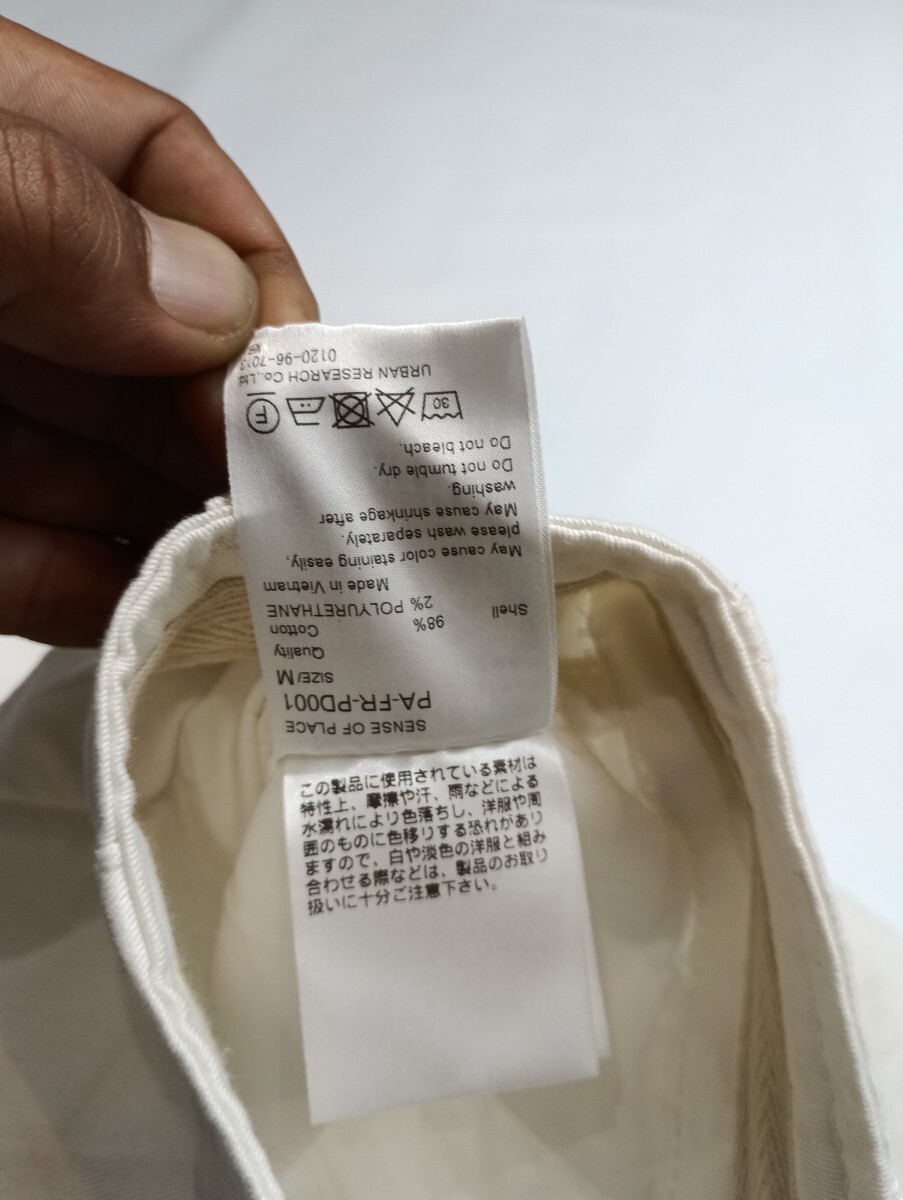 SENSE OF PLACE
PA-FR-PD001
SIZE/M
Quality
Shell 98% Cotton
2% POLYURETHANE
Made in Vietnam
May cause color staining easily,
please wash separately.
May cause shrinkage after
washing.
Do not tumble dry.
Do not bleach.
30 F
URBAN RESEARCH Co.,Ltd.
0120-96-7013
この製品に使用されている素材は
特性上、摩擦や汗、雨などによる
水濡れにより色落ちし、洋服や周
囲のものに色移りする恐れがあり
ますので、白や淡色の洋服と組み
合わせる際などは、製品のお取り
扱いに十分ご注意下さい。